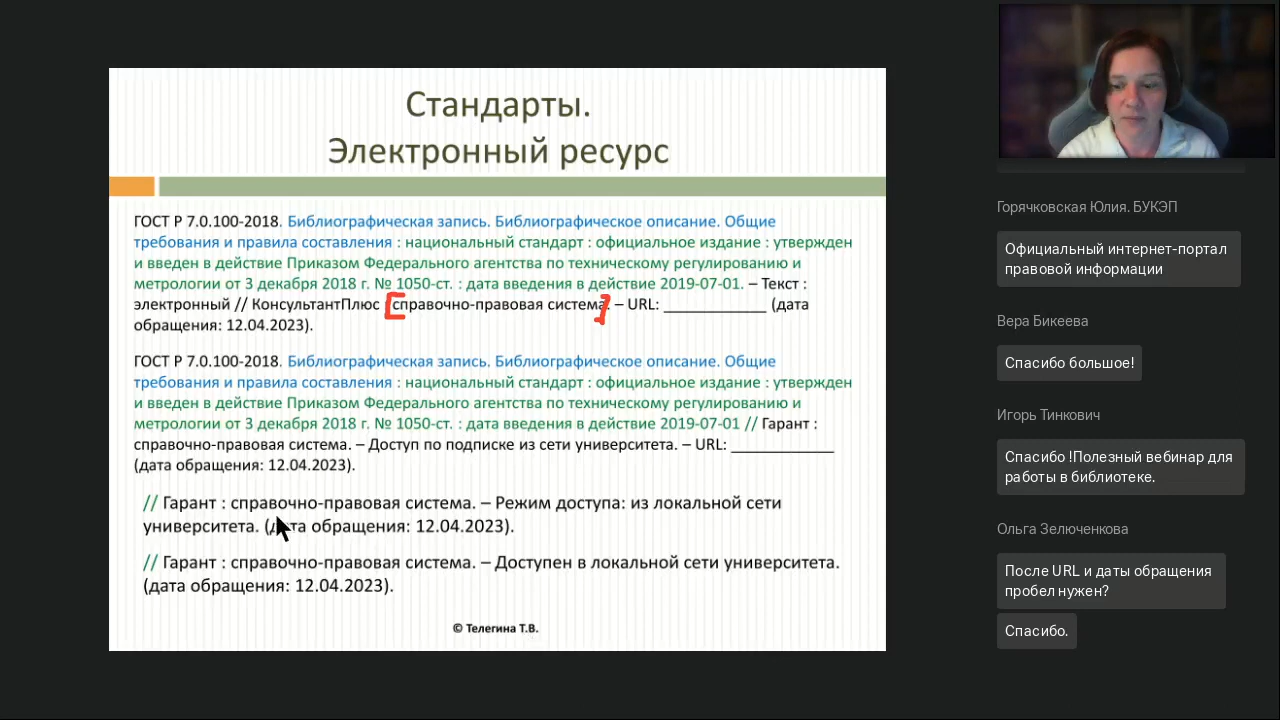 Стандарты.
Электронный ресурс
ГОСТ Р 7.0.100-2018. Библиографическая запись. Библиографическое описание. Общие
требования и правила составления : национальный стандарт : официальное издание : утвержден
и введен в действие Приказом Федерального агентства по техническому регулированию и
метрологии от 3 декабря 2018 г. № 1050-ст. : дата введения в действие 2019-07-01. – Текст :
электронный // КонсультантПлюс [справочно-правовая система] – URL: ____________ (дата
обращения: 12.04.2023).
ГОСТ Р 7.0.100-2018. Библиографическая запись. Библиографическое описание. Общие
требования и правила составления : национальный стандарт : официальное издание : утвержден
и введен в действие Приказом Федерального агентства по техническому регулированию и
метрологии от 3 декабря 2018 г. № 1050-ст. : дата введения в действие 2019-07-01 // Гарант :
справочно-правовая система. – Доступ по подписке из сети университета. – URL: ____________
(дата обращения: 12.04.2023).
// Гарант : справочно-правовая система. – Режим доступа: из локальной сети
университета. (дата обращения: 12.04.2023).
// Гарант : справочно-правовая система. – Доступен в локальной сети университета.
(дата обращения: 12.04.2023).
© Телегина Т.В.
Горячковская Юлия. БУКЭП
Официальный интернет-портал
правовой информации
Вера Бикеева
Спасибо большое!
Игорь Тинкович
Спасибо !Полезный вебинар для
работы в библиотеке.
Ольга Зелюченкова
После URL и даты обращения
пробел нужен?
Спасибо.